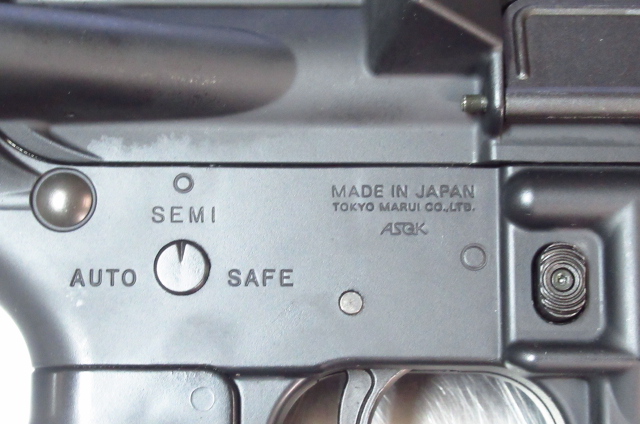 MADE IN JAPAN
TOKYO MARUI CO.,LTD.
ASGK
SEMI
AUTO SAFE